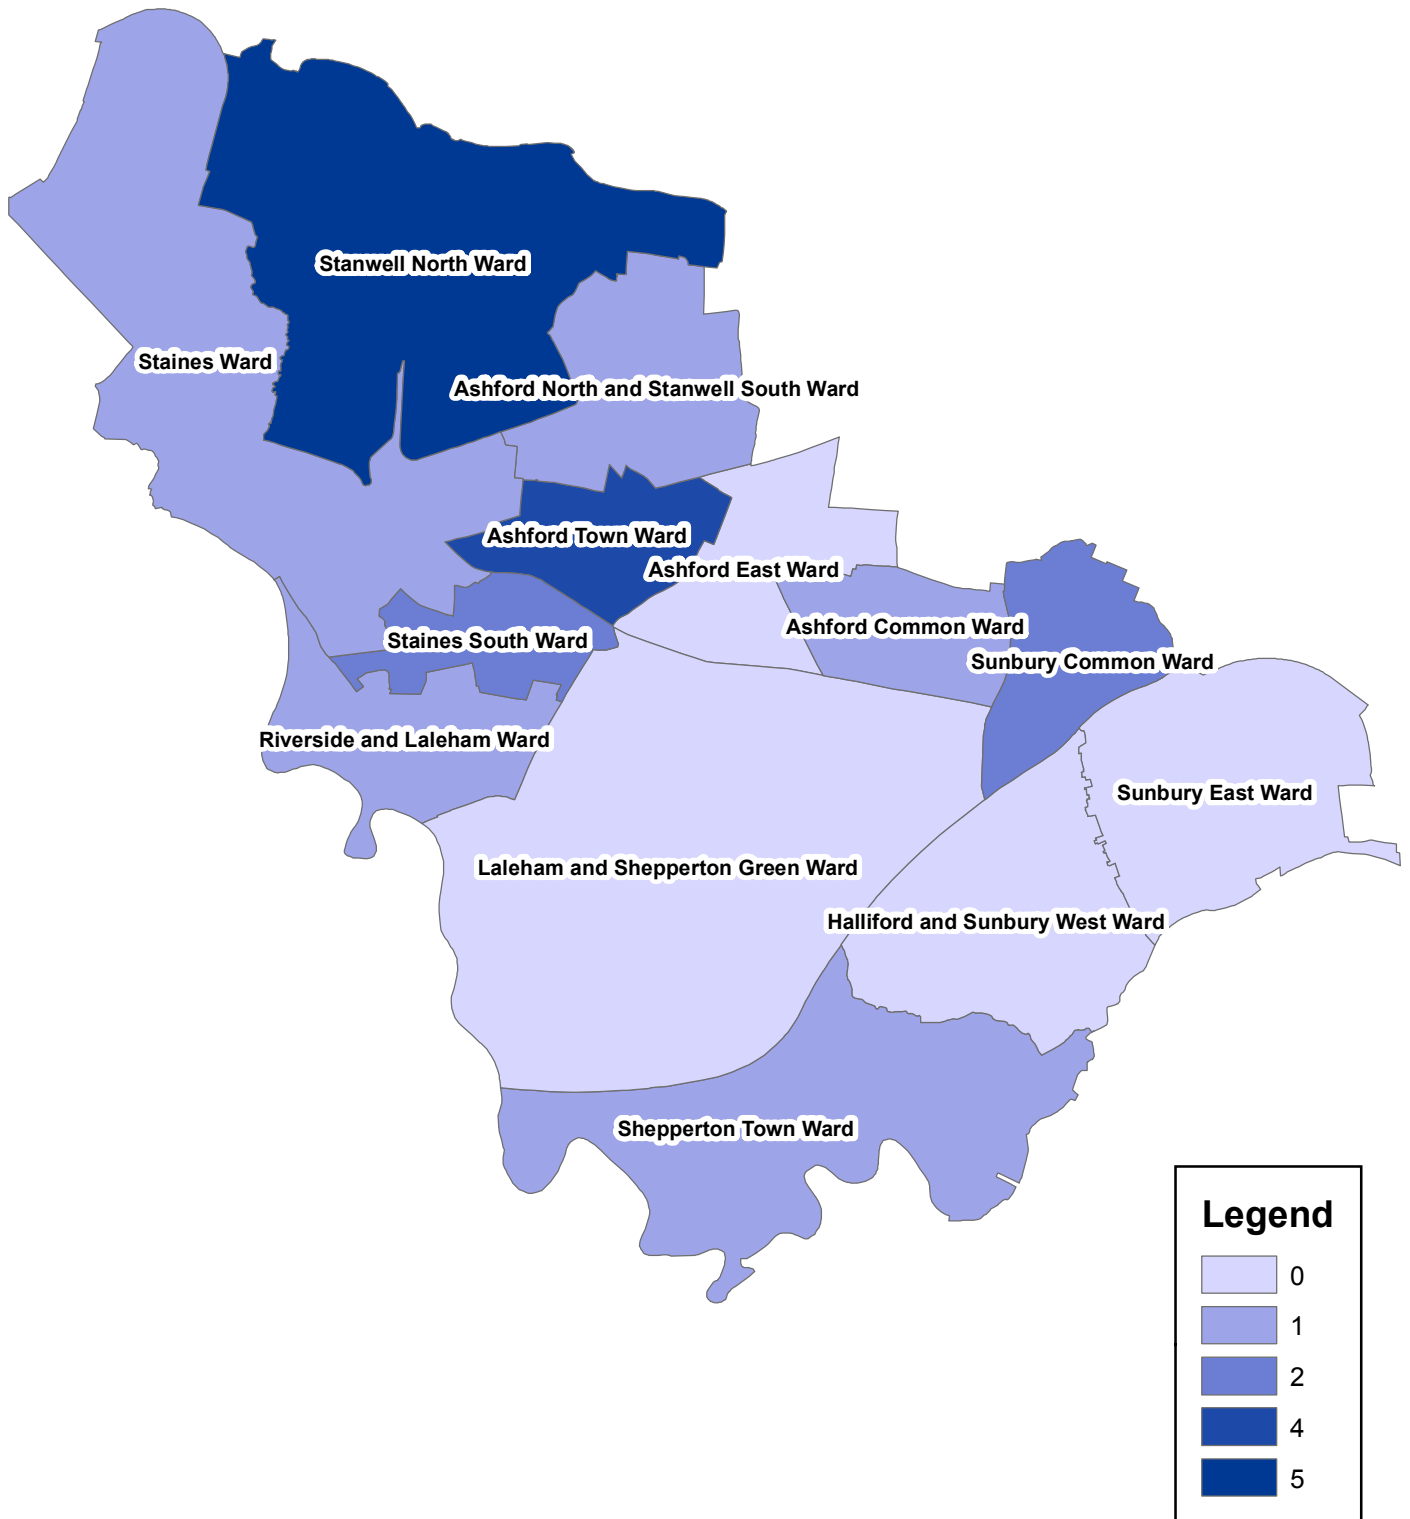 Stanwell North Ward
Staines Ward
Ashford North and Stanwell South Ward
Ashford Town Ward
Ashford East Ward
Ashford Common Ward
Staines South Ward
Sunbury Common Ward
Riverside and Laleham Ward
Sunbury East Ward
Laleham and Shepperton Green Ward
Halliford and Sunbury West Ward
Shepperton Town Ward
Legend
0
1
2
4
5